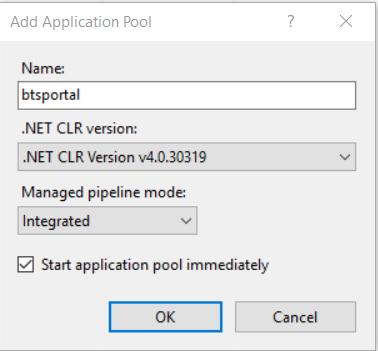 Add Application Pool ?
Name:
btsportal
.NET CLR version:
.NET CLR Version v4.0.30319
Managed pipeline mode:
Integrated
Start application pool immediately
OK Cancel